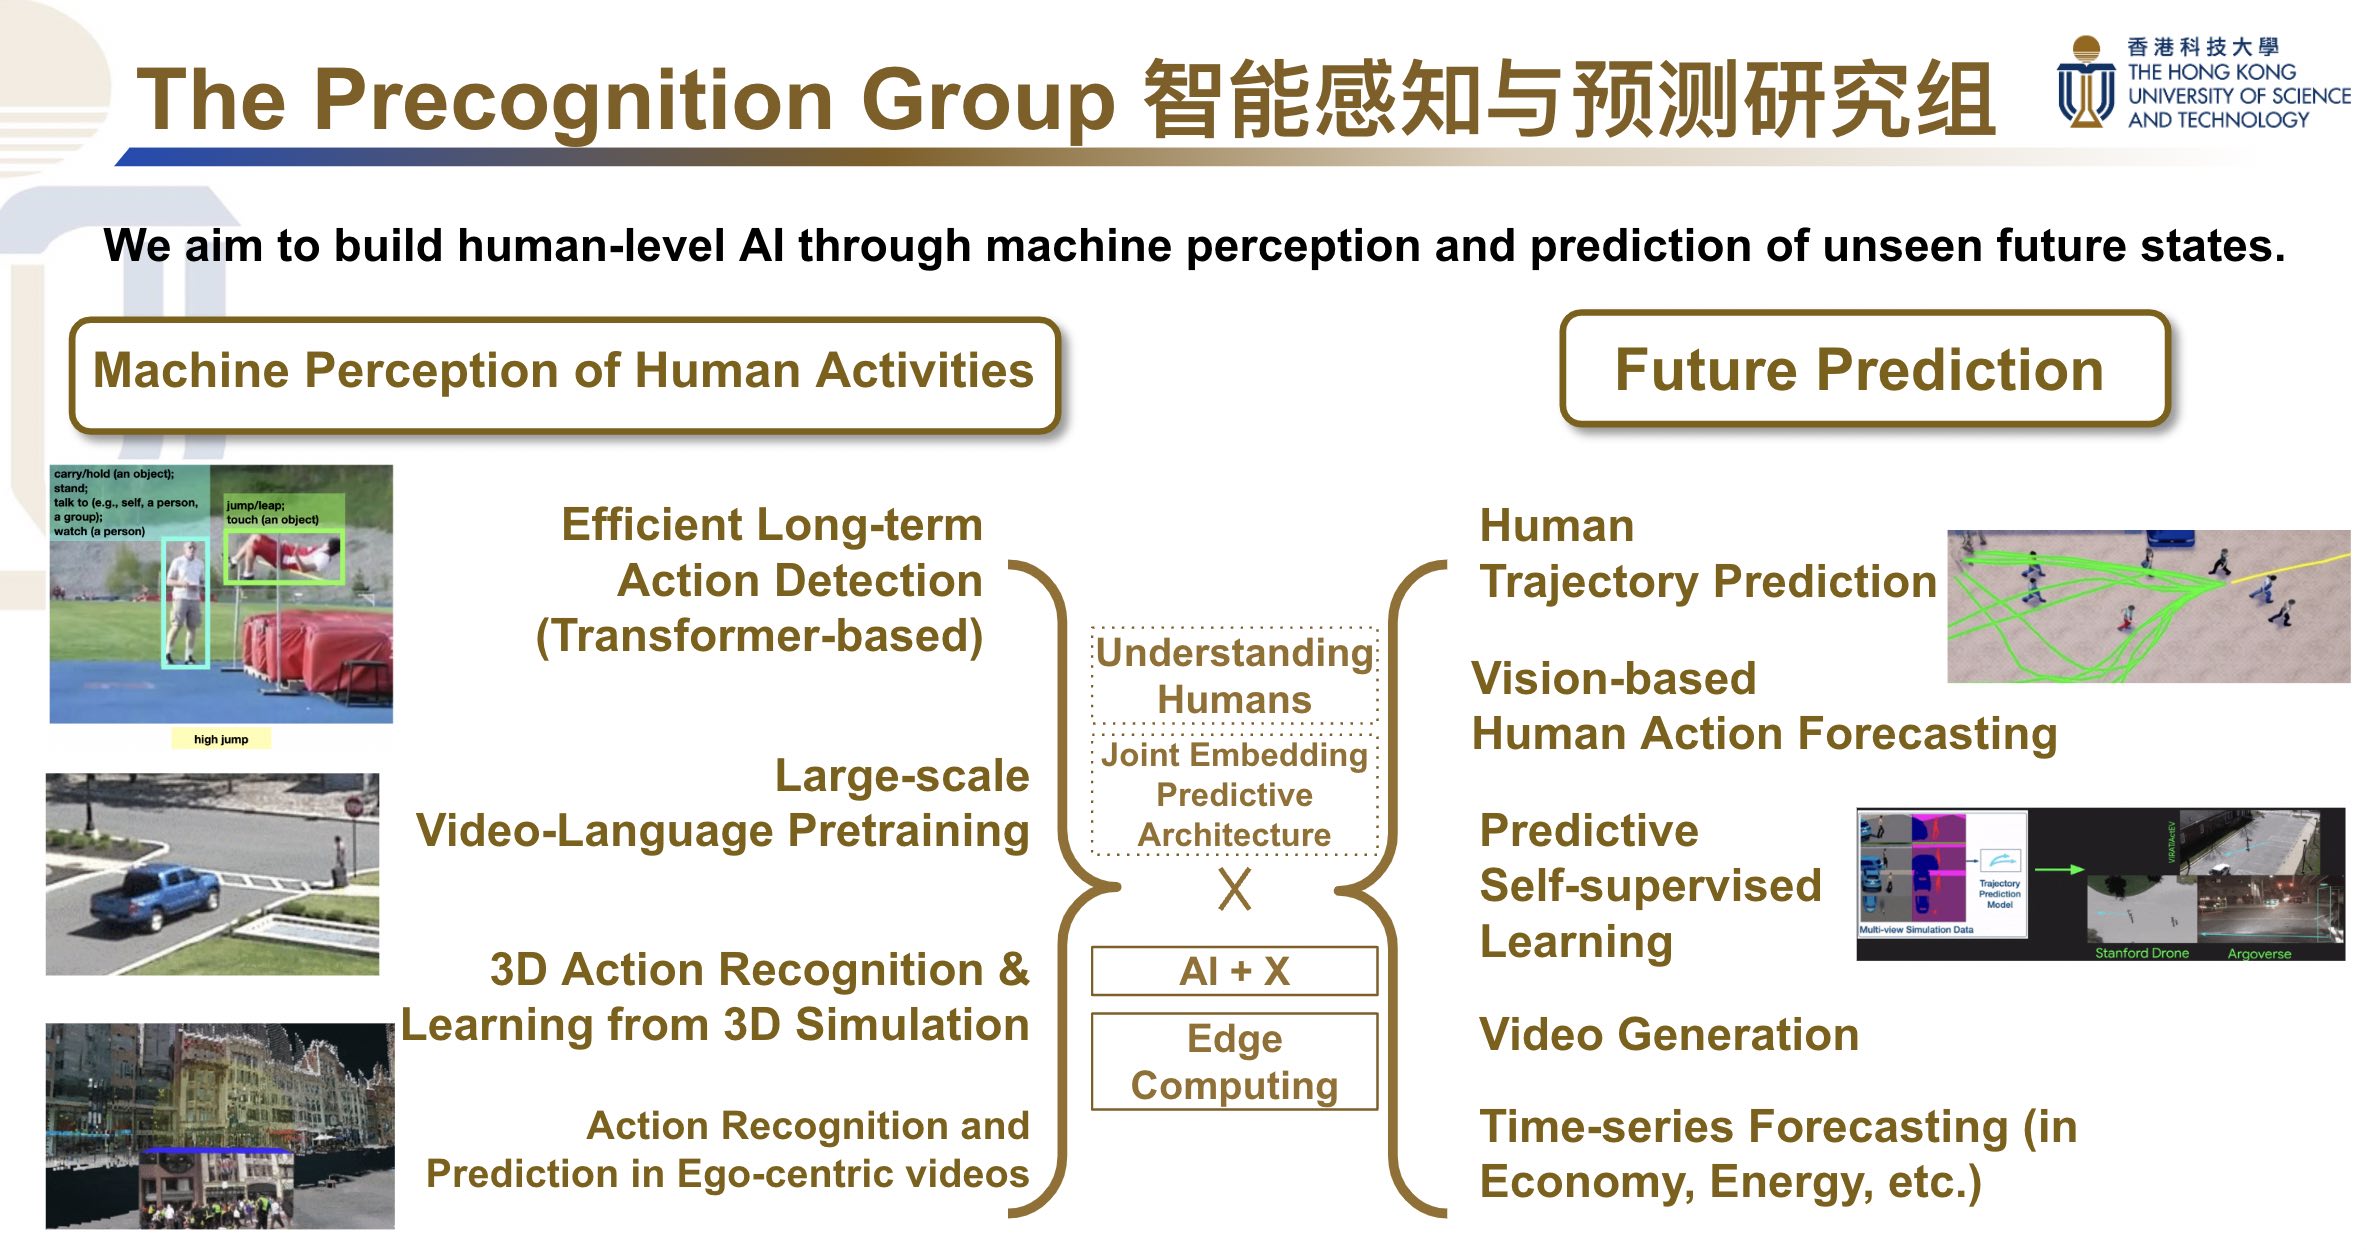 The Precognition Group 智能感知与预测研究组
香港科技大學
THE HONG KONG
UNIVERSITY OF SCIENCE
AND TECHNOLOGY
We aim to build human-level AI through machine perception and prediction of unseen future states.
Machine Perception of Human Activities
carry/hold (an object);
stand;
talk to (e.g., self, a person,
a group);
watch (a person)
jump/leap;
touch (an object)
high jump
Efficient Long-term
Action Detection
(Transformer-based)
Large-scale
Video-Language Pretraining
3D Action Recognition &
Learning from 3D Simulation
Action Recognition and
Prediction in Ego-centric videos
Understanding
Humans
Joint Embedding
Predictive
Architecture
X
AI + X
Edge
Computing
Future Prediction
Human
Trajectory Prediction
Vision-based
Human Action Forecasting
Predictive
Self-supervised
Learning
Trajectory
Prediction
Model
Multi-view Simulation Data
VIRAT/ActEV
Stanford Drone
Argoverse
Video Generation
Time-series Forecasting (in
Economy, Energy, etc.)